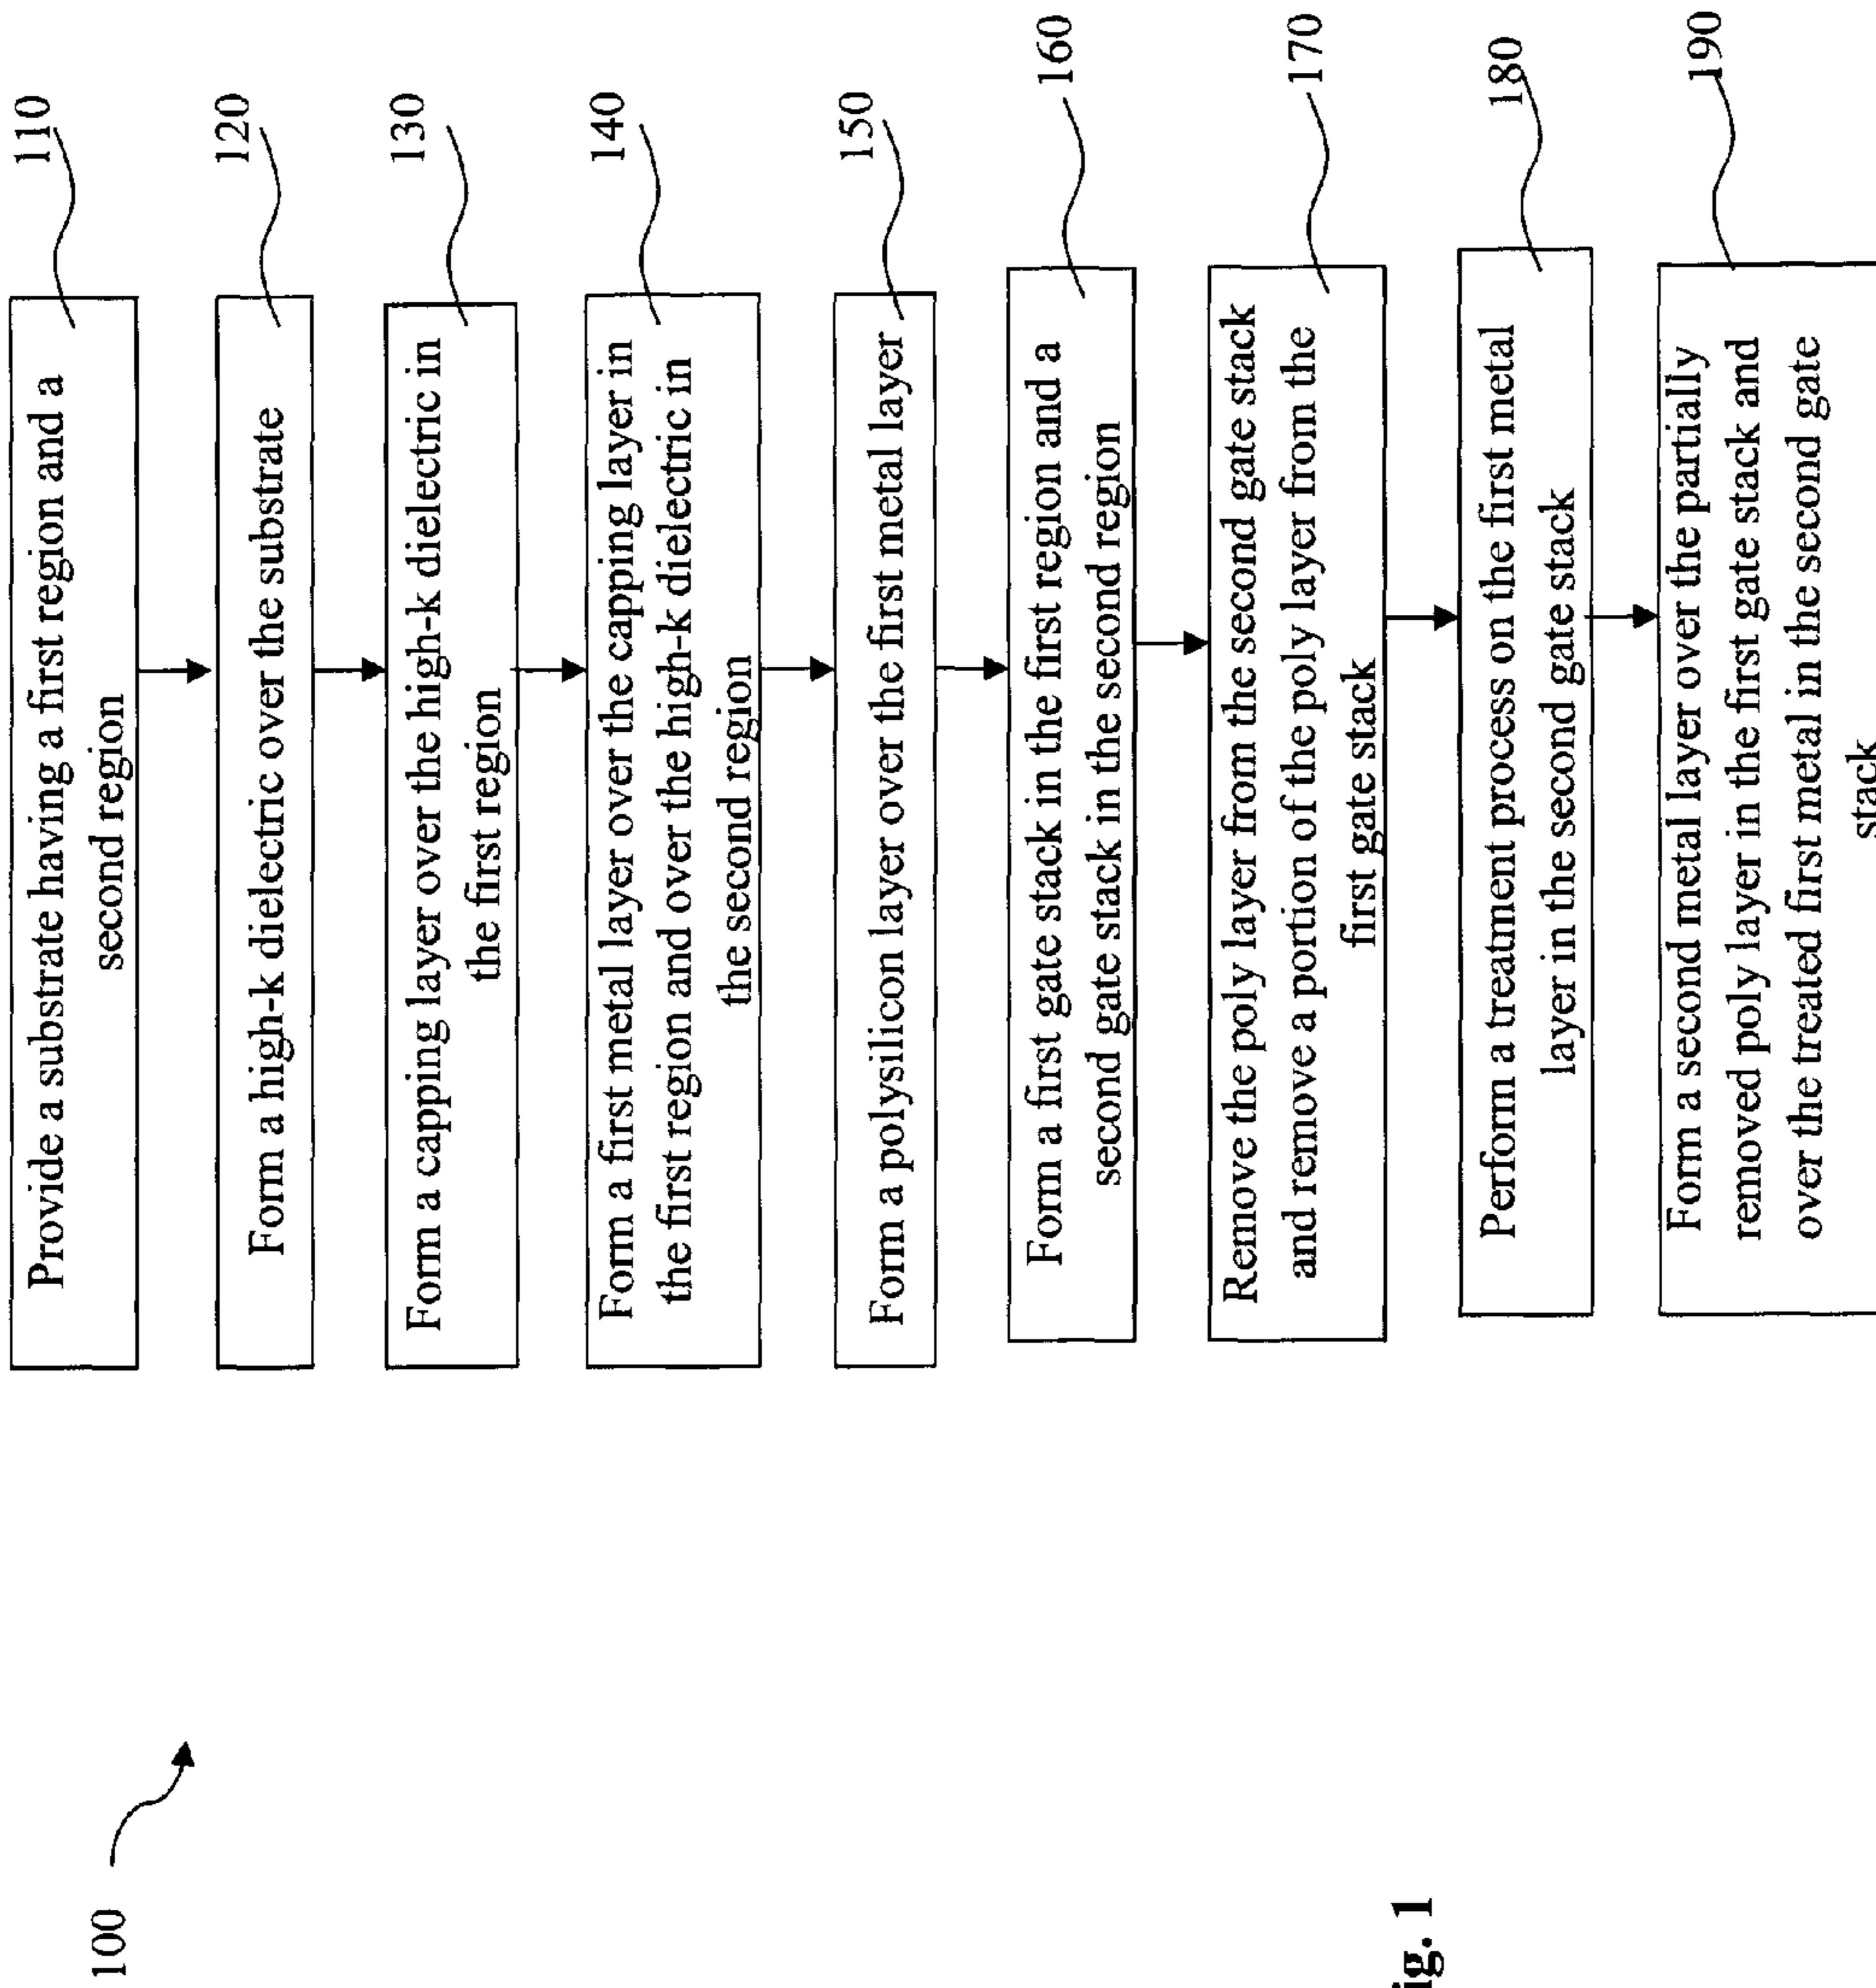 100
Provide a substrate having a first region and a
second region
110
Form a high-k dielectric over the substrate
120
Form a capping layer over the high-k dielectric in
the first region
130
Form a first metal layer over the capping layer in
the first region and over the high-k dielectric in
the second region
140
Form a polysilicon layer over the first metal layer
150
Form a first gate stack in the first region and a
second gate stack in the second region
160
Remove the poly layer from the second gate stack
and remove a portion of the poly layer from the
first gate stack
170
Perform a treatment process on the first metal
layer in the second gate stack
180
Form a second metal layer over the partially
removed poly layer in the first gate stack and
over the treated first metal in the second gate
stack
190
ig. 1